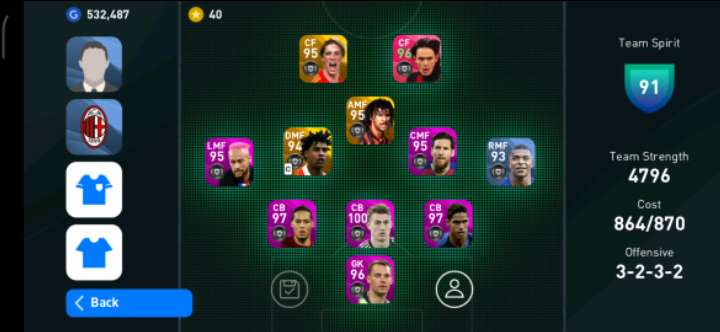 532,487
40
Team Spirit
91
Team Strength
4796
Cost
864/870
Offensive
3-2-3-2
CF
95
CF
96
AMF
95
LMF
95
DMF
94
C
CMF
95
RMF
93
CB
97
CB
100
CB
97
GK
96
Back